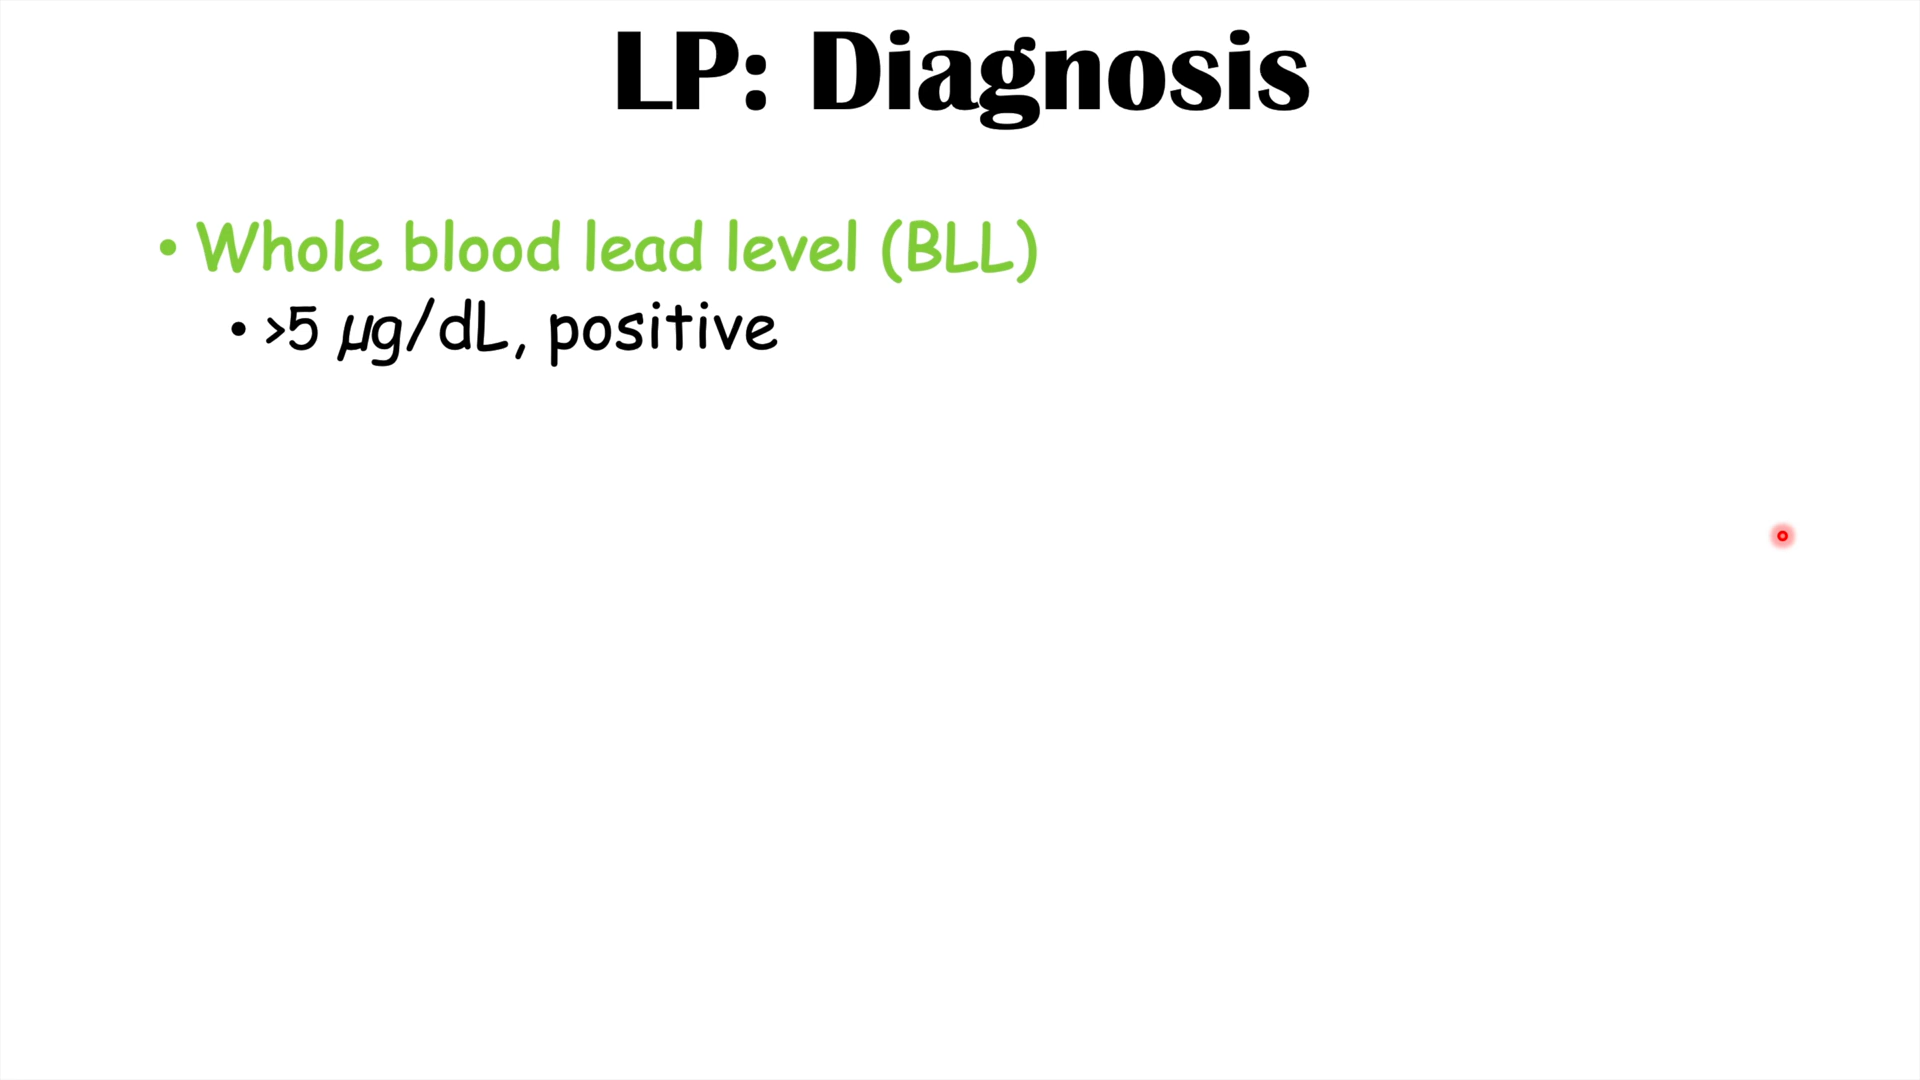 LP: Diagnosis
• Whole blood lead level (BLL)
• >5 µg/dL, positive